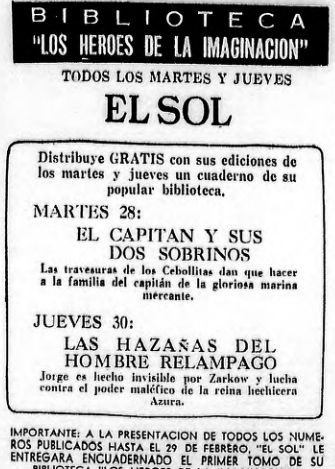 BIBLIOTECA
"LOS HEROES DE LA IMAGINACION"
TODOS LOS MARTES Y JUEVES
EL SOL
Distribuye GRATIS con sus ediciones de
los martes y jueves un cuaderno de su
popular biblioteca.
MARTES 28:
EL CAPITAN Y SUS
DOS SOBRINOS
Las travesuras de los Cebollitas dan que hacer
a la familia del capitán de la gloriosa marina
mercante.
JUEVES 30:
LAS HAZAÑAS DEL
HOMBRE RELAMPAGO
Jorge es hecho invisible por Zarkow y lucha
contra el poder maléfico de la reina hechicera
Azura.
IMPORTANTE: A LA PRESENTACION DE TODOS LOS NUME-
ROS PUBLICADOS HASTA EL 29 DE FEBRERO, "EL SOL" LE
ENTREGARA ENCUADERNADO EL PRIMER TOMO DE SU
BIBLIOTECA "LOS HEROES DE LA